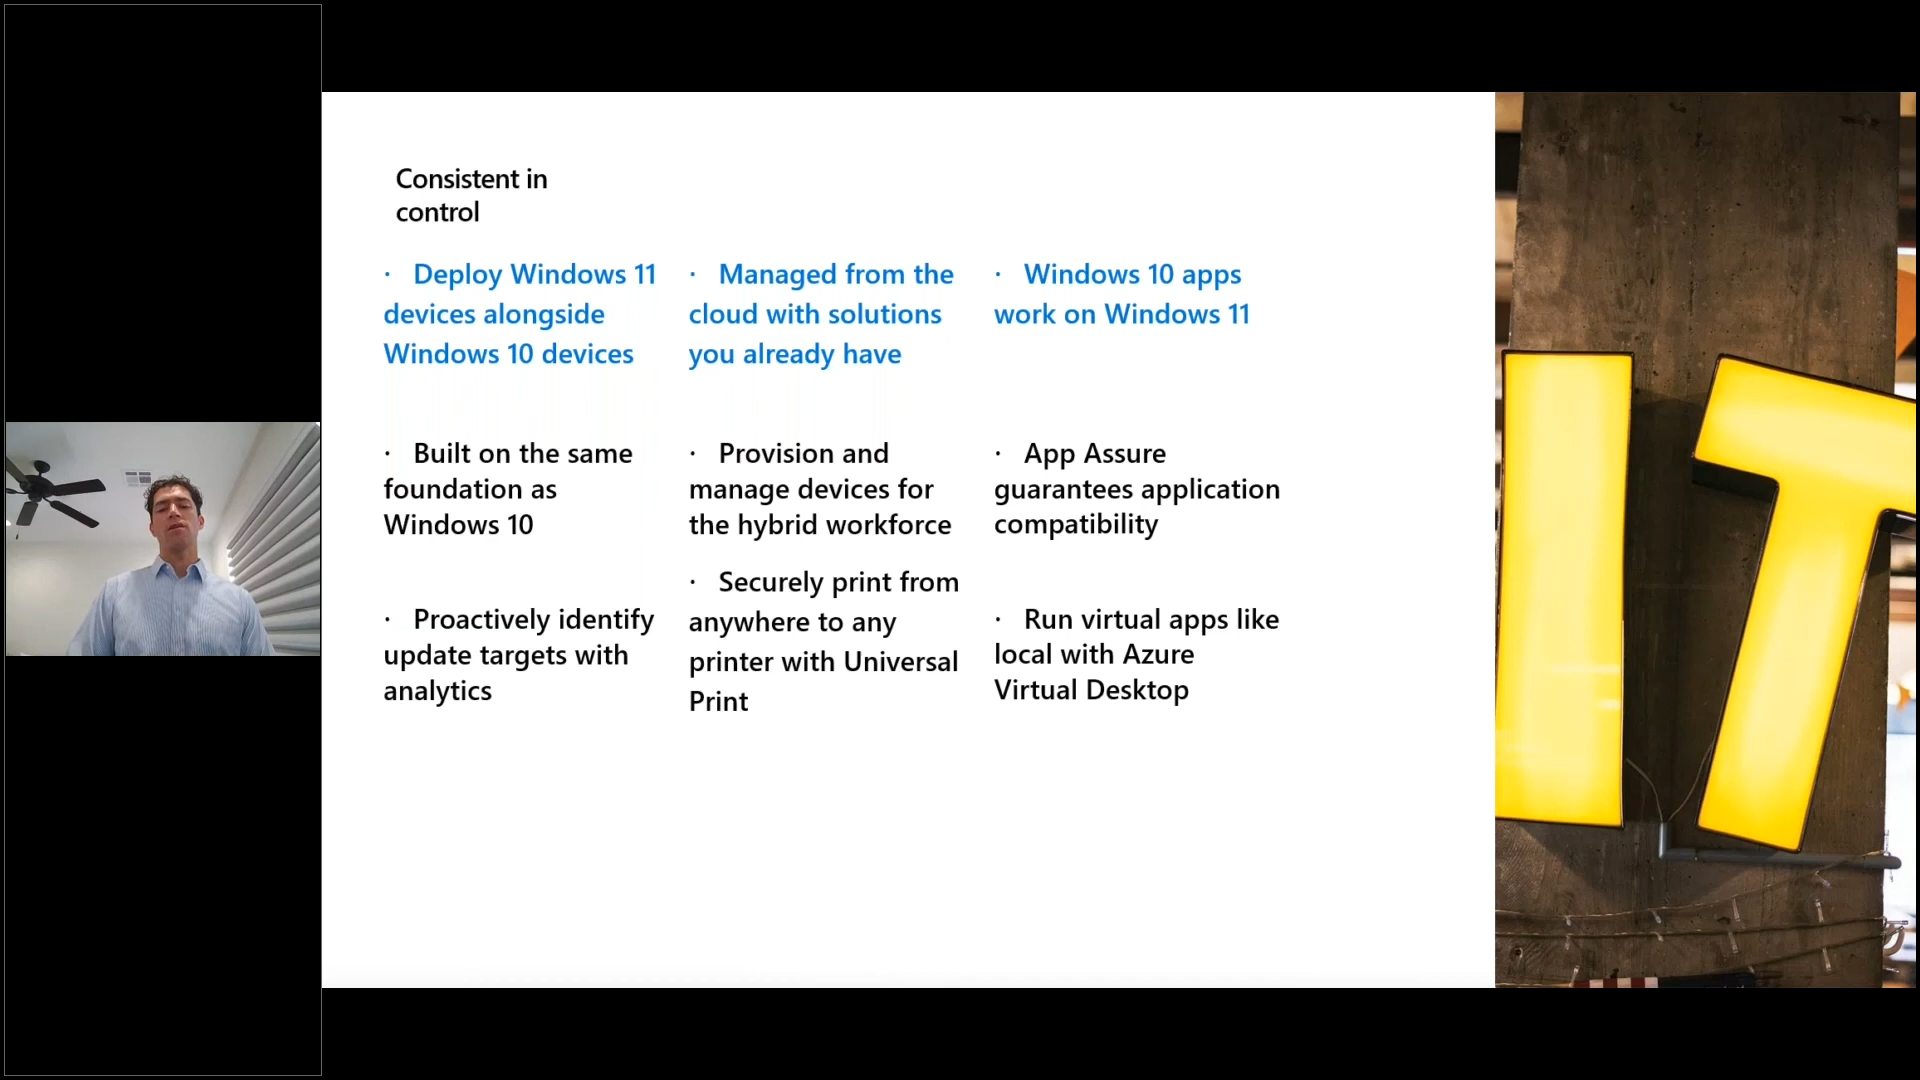 Consistent in
control
· Deploy Windows 11
devices alongside
Windows 10 devices
· Managed from the
cloud with solutions
you already have
· Windows 10 apps
work on Windows 11
· Built on the same
foundation as
Windows 10
· Provision and
manage devices for
the hybrid workforce
· App Assure
guarantees application
compatibility
· Proactively identify
update targets with
analytics
· Securely print from
anywhere to any
printer with Universal
Print
· Run virtual apps like
local with Azure
Virtual Desktop
IT